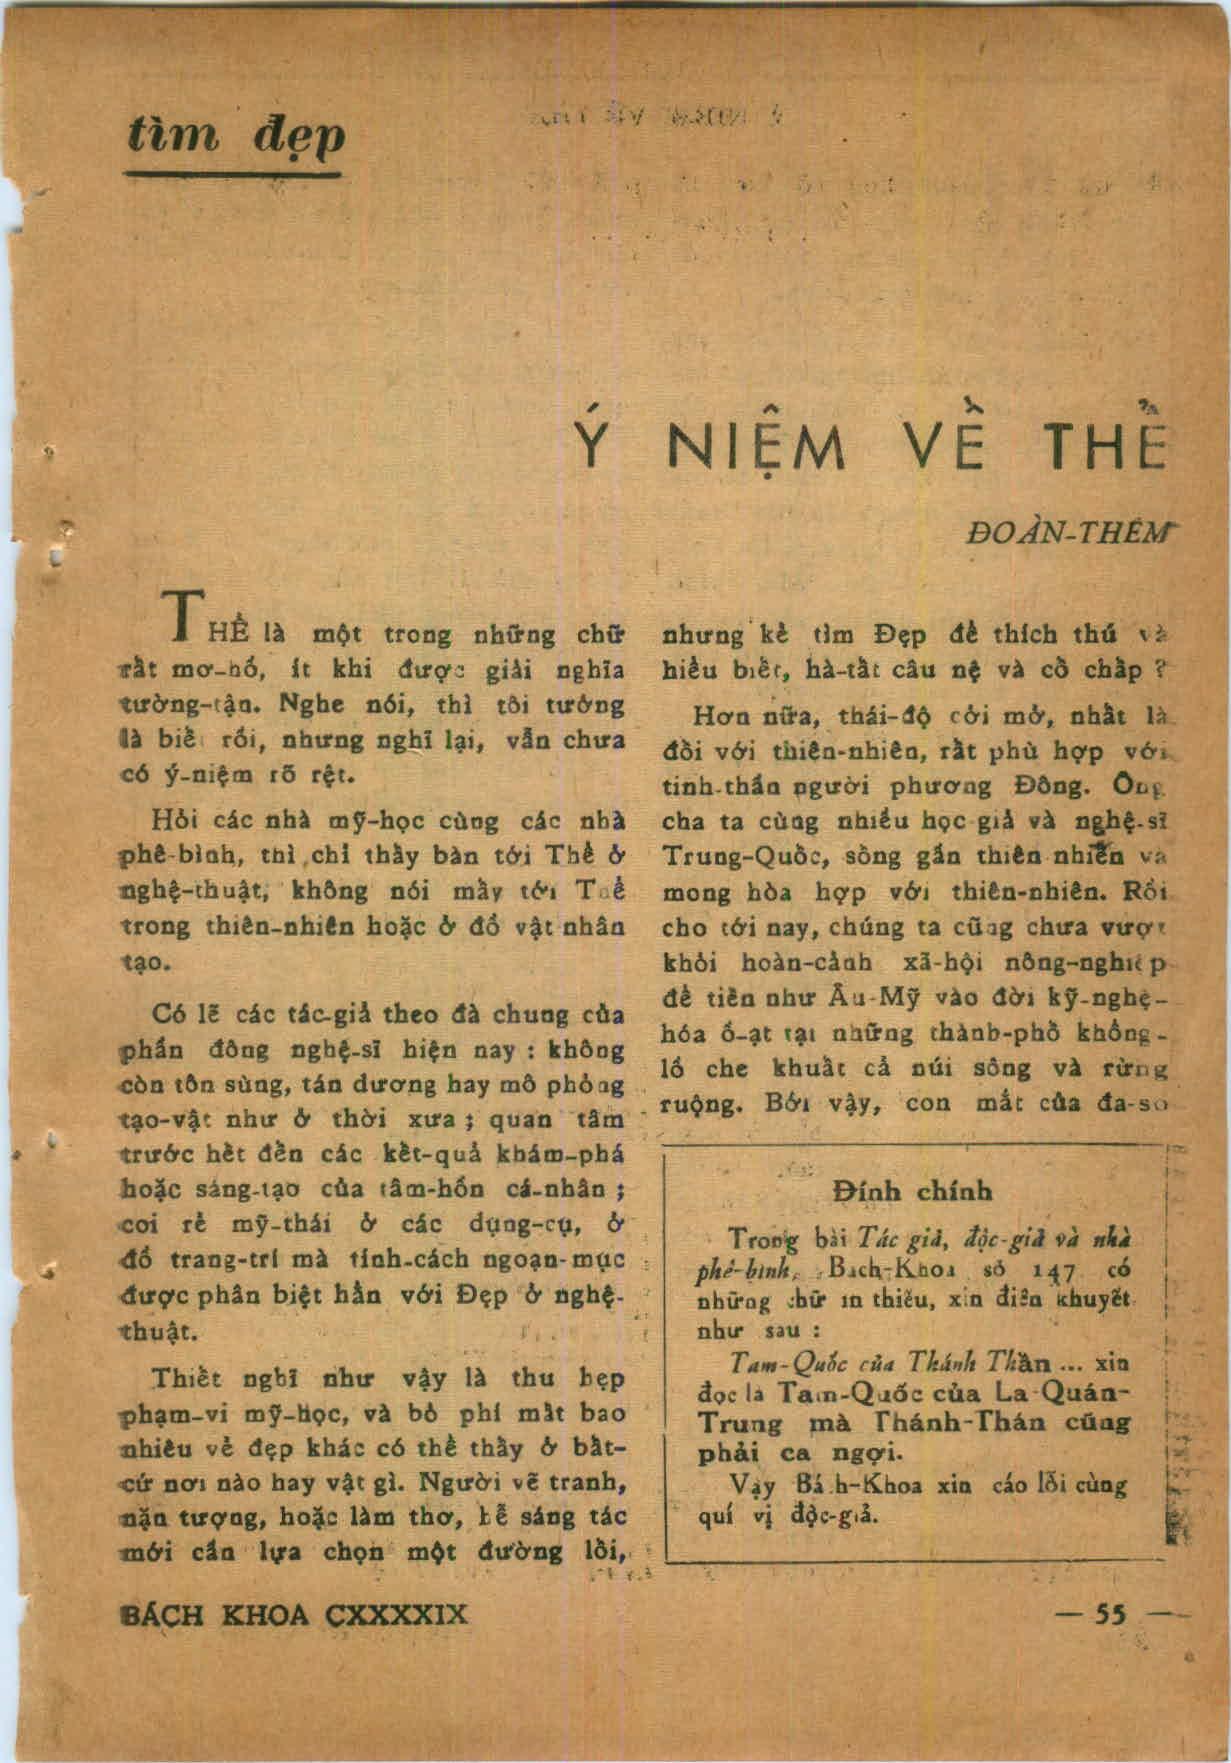 tìm đẹp
Ý NIỆM VỀ THỂ
ĐOÀN-THÊM
THỂ là một trong những chữ
rất mơ-hồ, ít khi được giải nghĩa
tường-tận. Nghe nói, thì tôi tưởng
là biết rồi, nhưng nghĩ lại, vẫn chưa
có ý-niệm rõ rệt.
Hỏi các nhà mỹ-học cùng các nhà
phê-bình, thì chỉ thấy bàn tới Thể ở
nghệ-thuật, không nói mấy tới Thể
trong thiên-nhiên hoặc ở đồ vật nhân
tạo.
Có lẽ các tác-giả theo đà chung của
phần đông nghệ-sĩ hiện nay : không
còn tôn sùng, tán dương hay mô phỏng
tạo-vật như ở thời xưa ; quan tâm
trước hết đến các kết-quả khám-phá
hoặc sáng-tạo của tâm-hồn cá-nhân ;
coi rẻ mỹ-thái ở các dụng-cụ, ở
đồ trang-trí mà tính-cách ngoạn-mục
được phân biệt hẳn với Đẹp ở nghệ-
thuật.
Thiết nghĩ như vậy là thu hẹp
phạm-vi mỹ-học, và bỏ phí mất bao
nhiêu vẻ đẹp khác có thể thấy ở bất-
cứ nơi nào hay vật gì. Người vẽ tranh,
nặn tượng, hoặc làm thơ, kể sáng tác
mới cần lựa chọn một đường lối,
nhưng kẻ tìm Đẹp để thích thú và
hiểu biết, hà-tất câu nệ và cố chấp ?
Hơn nữa, thái-độ cởi mở, nhất là
đối với thiên-nhiên, rất phù hợp với
tinh-thần người phương Đông. Ông
cha ta cùng nhiều học giả và nghệ-sĩ
Trung-Quốc, sống gần thiên nhiên và
mong hòa hợp với thiên-nhiên. Rồi
cho tới nay, chúng ta cũng chưa vượt
khỏi hoàn-cảnh xã-hội nông-nghiệp
để tiến như Âu-Mỹ vào đời kỹ-nghệ-
hóa ồ-ạt tại những thành-phố khổng-
lồ che khuất cả núi sông và rừng
ruộng. Bởi vậy, con mắt của đa-số
Đính chính
Trong bài Tác giả, độc-giả và nhà
phê-bình, Bách-Khoa số 147 có
những chữ in thiếu, xin điền khuyết
như sau :
Tam-Quốc của Thánh Thần ... xin
đọc là Tam-Quốc của La Quán-
Trung mà Thánh-Thán cũng
phải ca ngợi.
Vậy Bách-Khoa xin cáo lỗi cùng
quí vị độc-giả.
BÁCH KHOA CXXXXIX
— 55 —